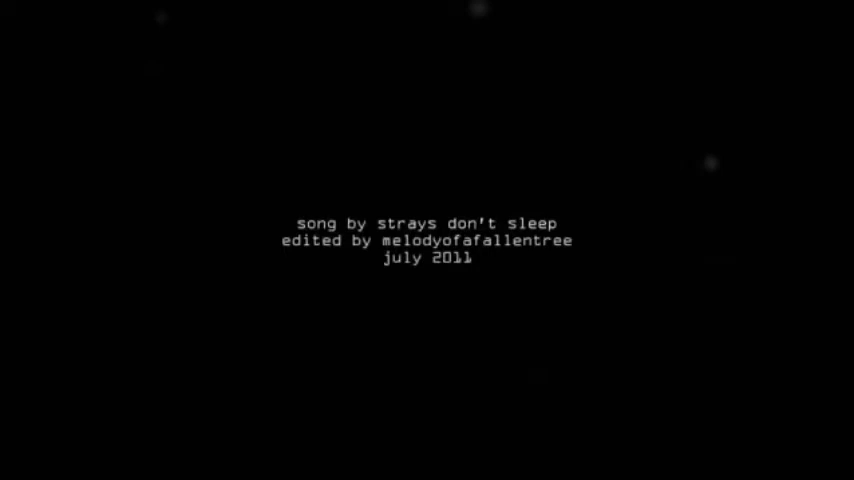 song by strays don't sleep
edited by melodyofafallentree
july 2011